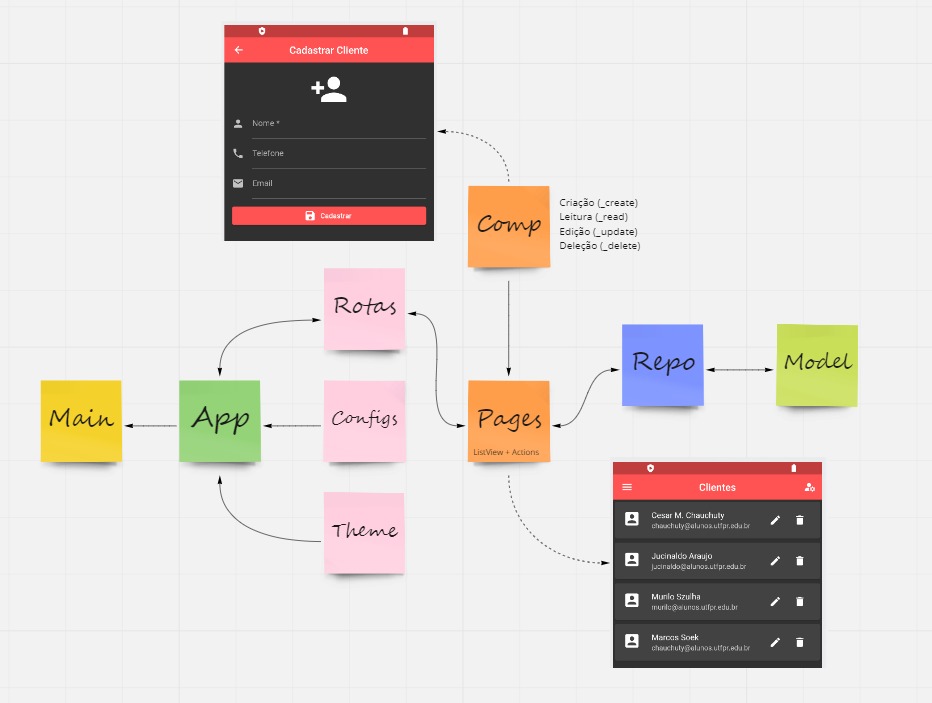 Cadastrar Cliente
Nome *
Telefone
Email
Cadastrar
Comp
Criação (_create)
Leitura (_read)
Edição (_update)
Deleção (_delete)
Rotas
Repo
Model
Main
App
Configs
Pages
ListView + Actions
Theme
Clientes
Cesar M. Chauchuty
chauchuty@alunos.utfpr.edu.br
Jucinaldo Araujo
jucinaldo@alunos.utfpr.edu.br
Murilo Szulha
murilo@alunos.utfpr.edu.br
Marcos Soek
chauchuty@alunos.utfpr.edu.br